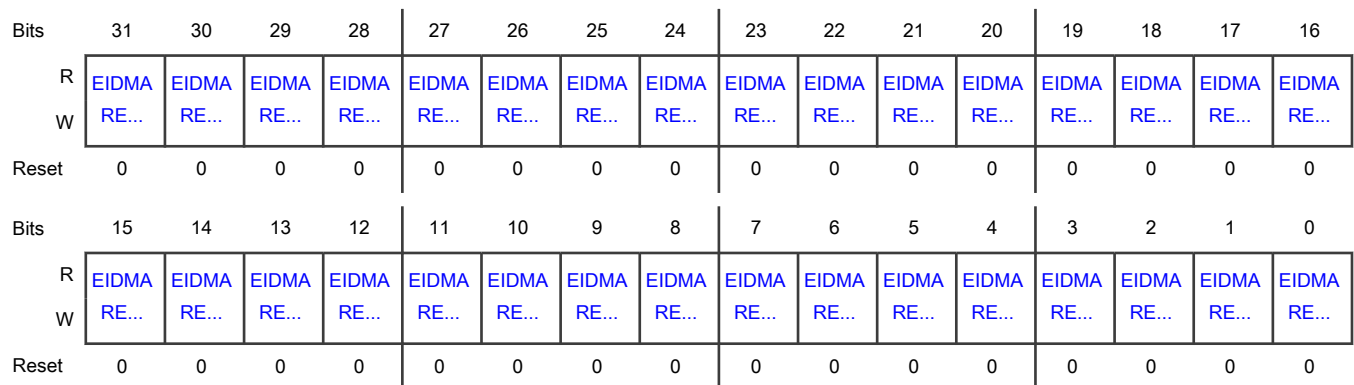 Bits 31 30 29 28 27 26 25 24 23 22 21 20 19 18 17 16
R EIDMA EIDMA EIDMA EIDMA EIDMA EIDMA EIDMA EIDMA EIDMA EIDMA EIDMA EIDMA EIDMA EIDMA EIDMA EIDMA
W RE... RE... RE... RE... RE... RE... RE... RE... RE... RE... RE... RE... RE... RE... RE... RE...
Reset 0 0 0 0 0 0 0 0 0 0 0 0 0 0 0 0
Bits 15 14 13 12 11 10 9 8 7 6 5 4 3 2 1 0
R EIDMA EIDMA EIDMA EIDMA EIDMA EIDMA EIDMA EIDMA EIDMA EIDMA EIDMA EIDMA EIDMA EIDMA EIDMA EIDMA
W RE... RE... RE... RE... RE... RE... RE... RE... RE... RE... RE... RE... RE... RE... RE... RE...
Reset 0 0 0 0 0 0 0 0 0 0 0 0 0 0 0 0